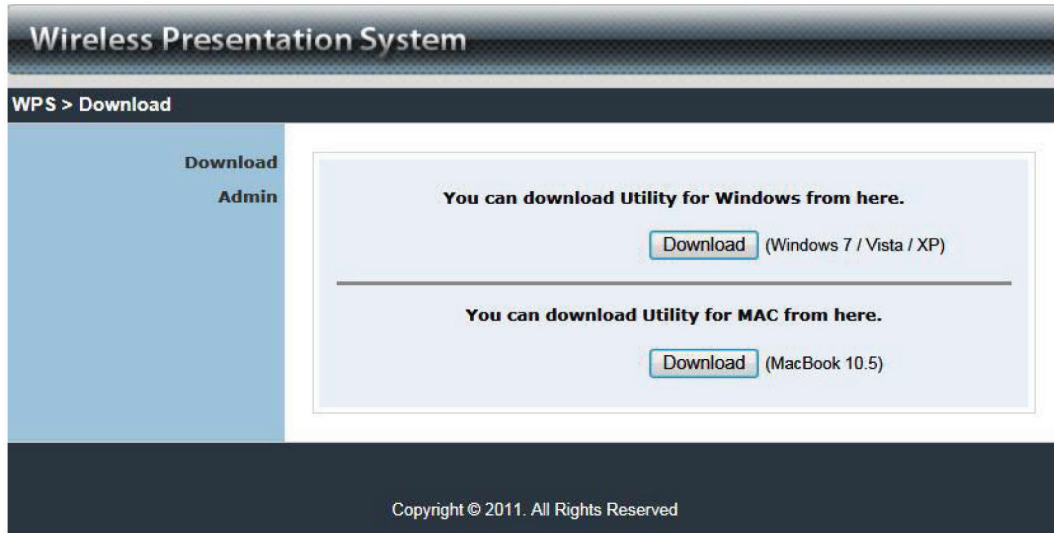 Wireless Presentation System
WPS > Download
Download
Admin
You can download Utility for Windows from here.
Download (Windows 7 / Vista / XP)
You can download Utility for MAC from here.
Download (MacBook 10.5)
Copyright © 2011. All Rights Reserved